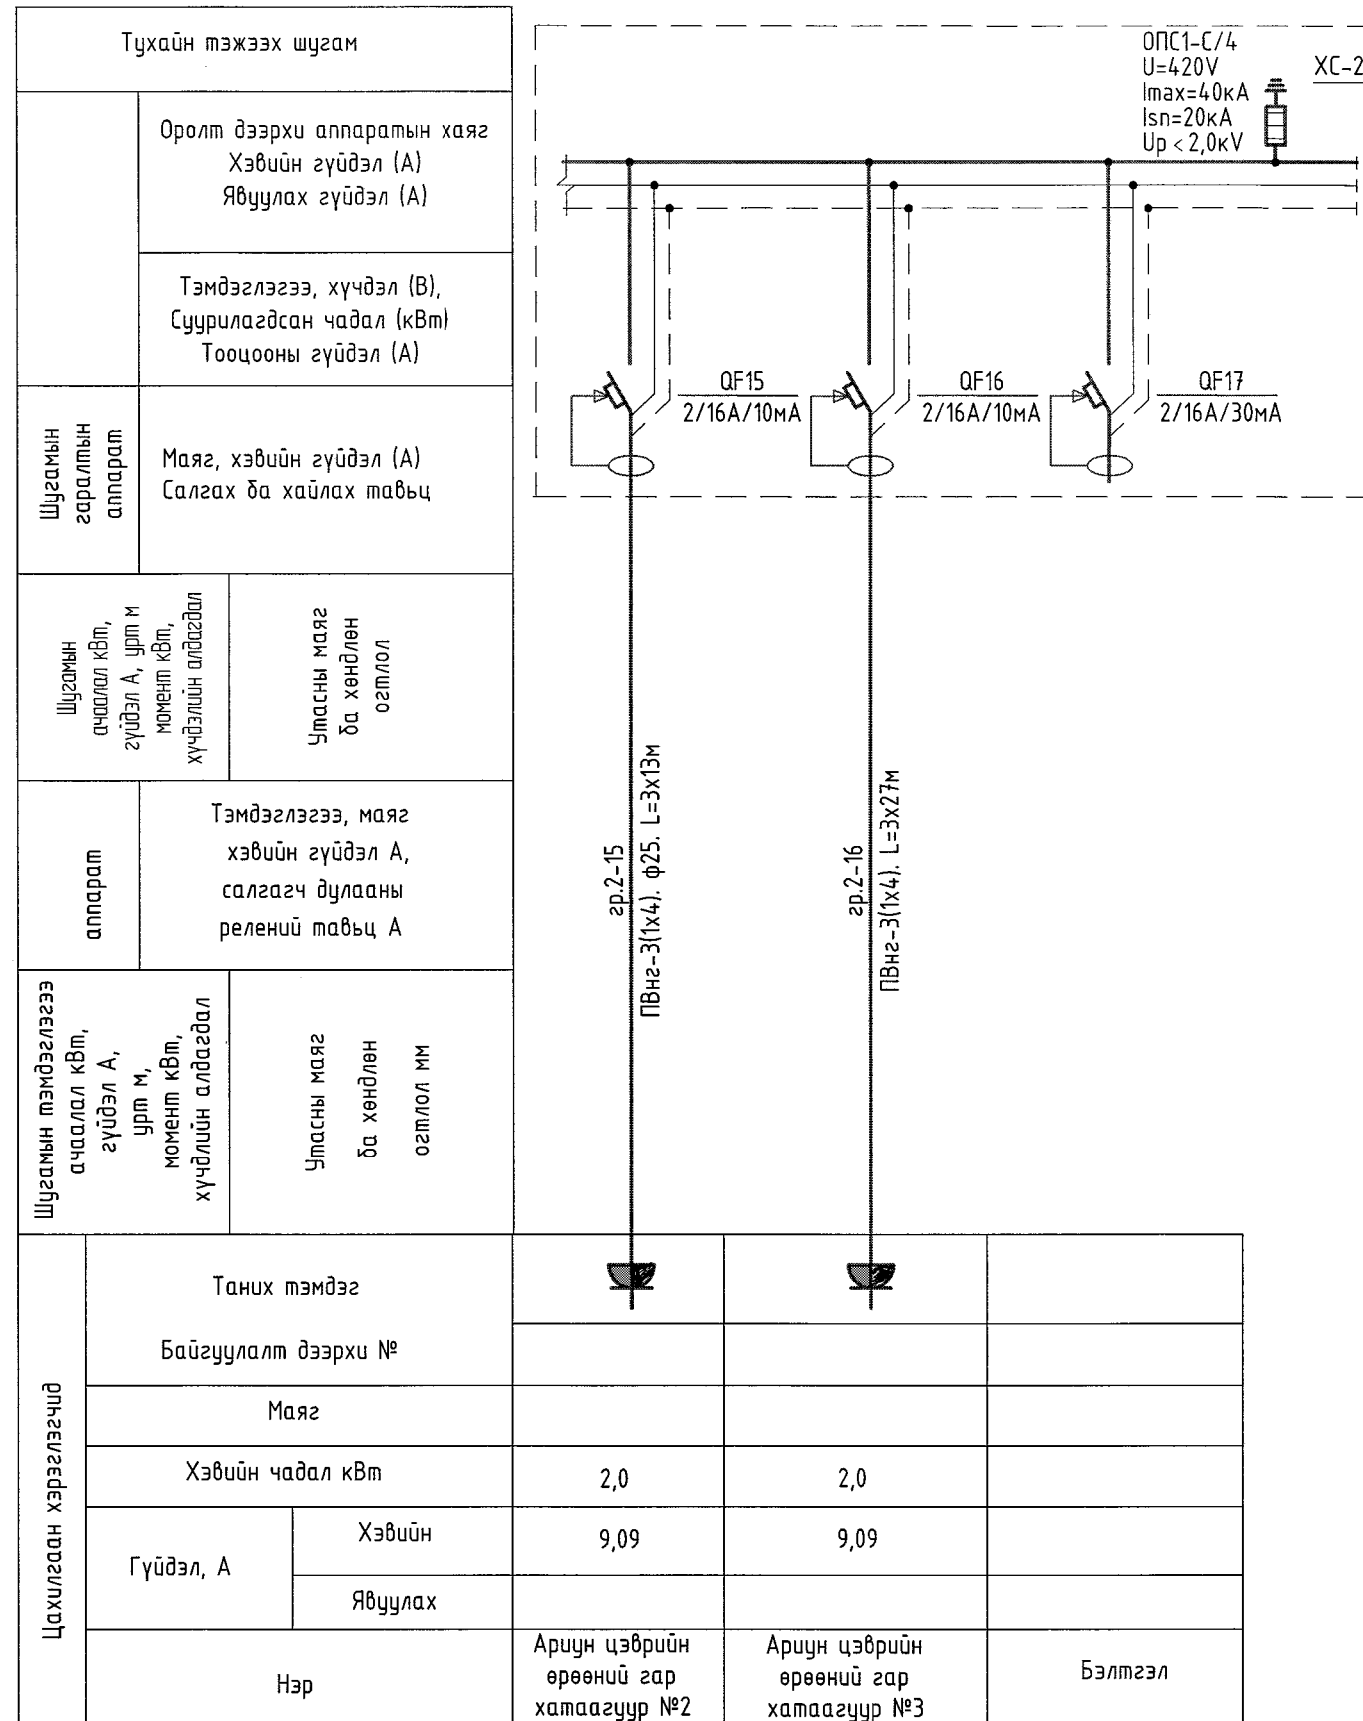 Тухайн тэжээх шугам
ОПС1-С/4
U=420V
Imax=40кА
Isn=20кА
Up<2,0кV
ХС-2
Оролт дээрхи аппаратын хаяг
Хэвийн гүйдэл (А)
Явуулах гүйдэл (А)
Тэмдэглэгээ, хүчдэл (В),
Суурилагдсан чадал (кВт)
Тооцооны гүйдэл (А)
QF15
2/16А/10мА
QF16
2/16А/10мА
QF17
2/16А/30мА
Шугамын
гаралтын
аппарат
Маяг, хэвийн гүйдэл (А)
Салгах ба хайлах тавьц
Шугамын
ачаалал кВт,
гүйдэл А, урт м
момент кВт,
хүчдэлийн алдагдал
Утасны маяг
ба хөндлөн
огтлол
аппарат
Тэмдэглэгээ, маяг
хэвийн гүйдэл А,
салгагч дулааны
релений тавьц А
гр.2-15
ПВнг-3(1х4). ф25. L=3х13м
гр.2-16
ПВнг-3(1х4). L=3х27м
Шугамын тэмдэглэгээ
ачаалал кВт,
гүйдэл А,
урт м,
момент кВт,
хүчдлийн алдагдал
Утасны маяг
ба хөндлөн
огтлол мм
Цахилгаан хэрэглэгчид
Таних тэмдэг
Байгуулалт дээрхи №
Маяг
Хэвийн чадал кВт
2,0
2,0
Гүйдэл, А
Хэвийн
9,09
9,09
Явуулах
Нэр
Ариун цэврийн
өрөөний гар
хатаагуур №2
Ариун цэврийн
өрөөний гар
хатаагуур №3
Бэлтгэл